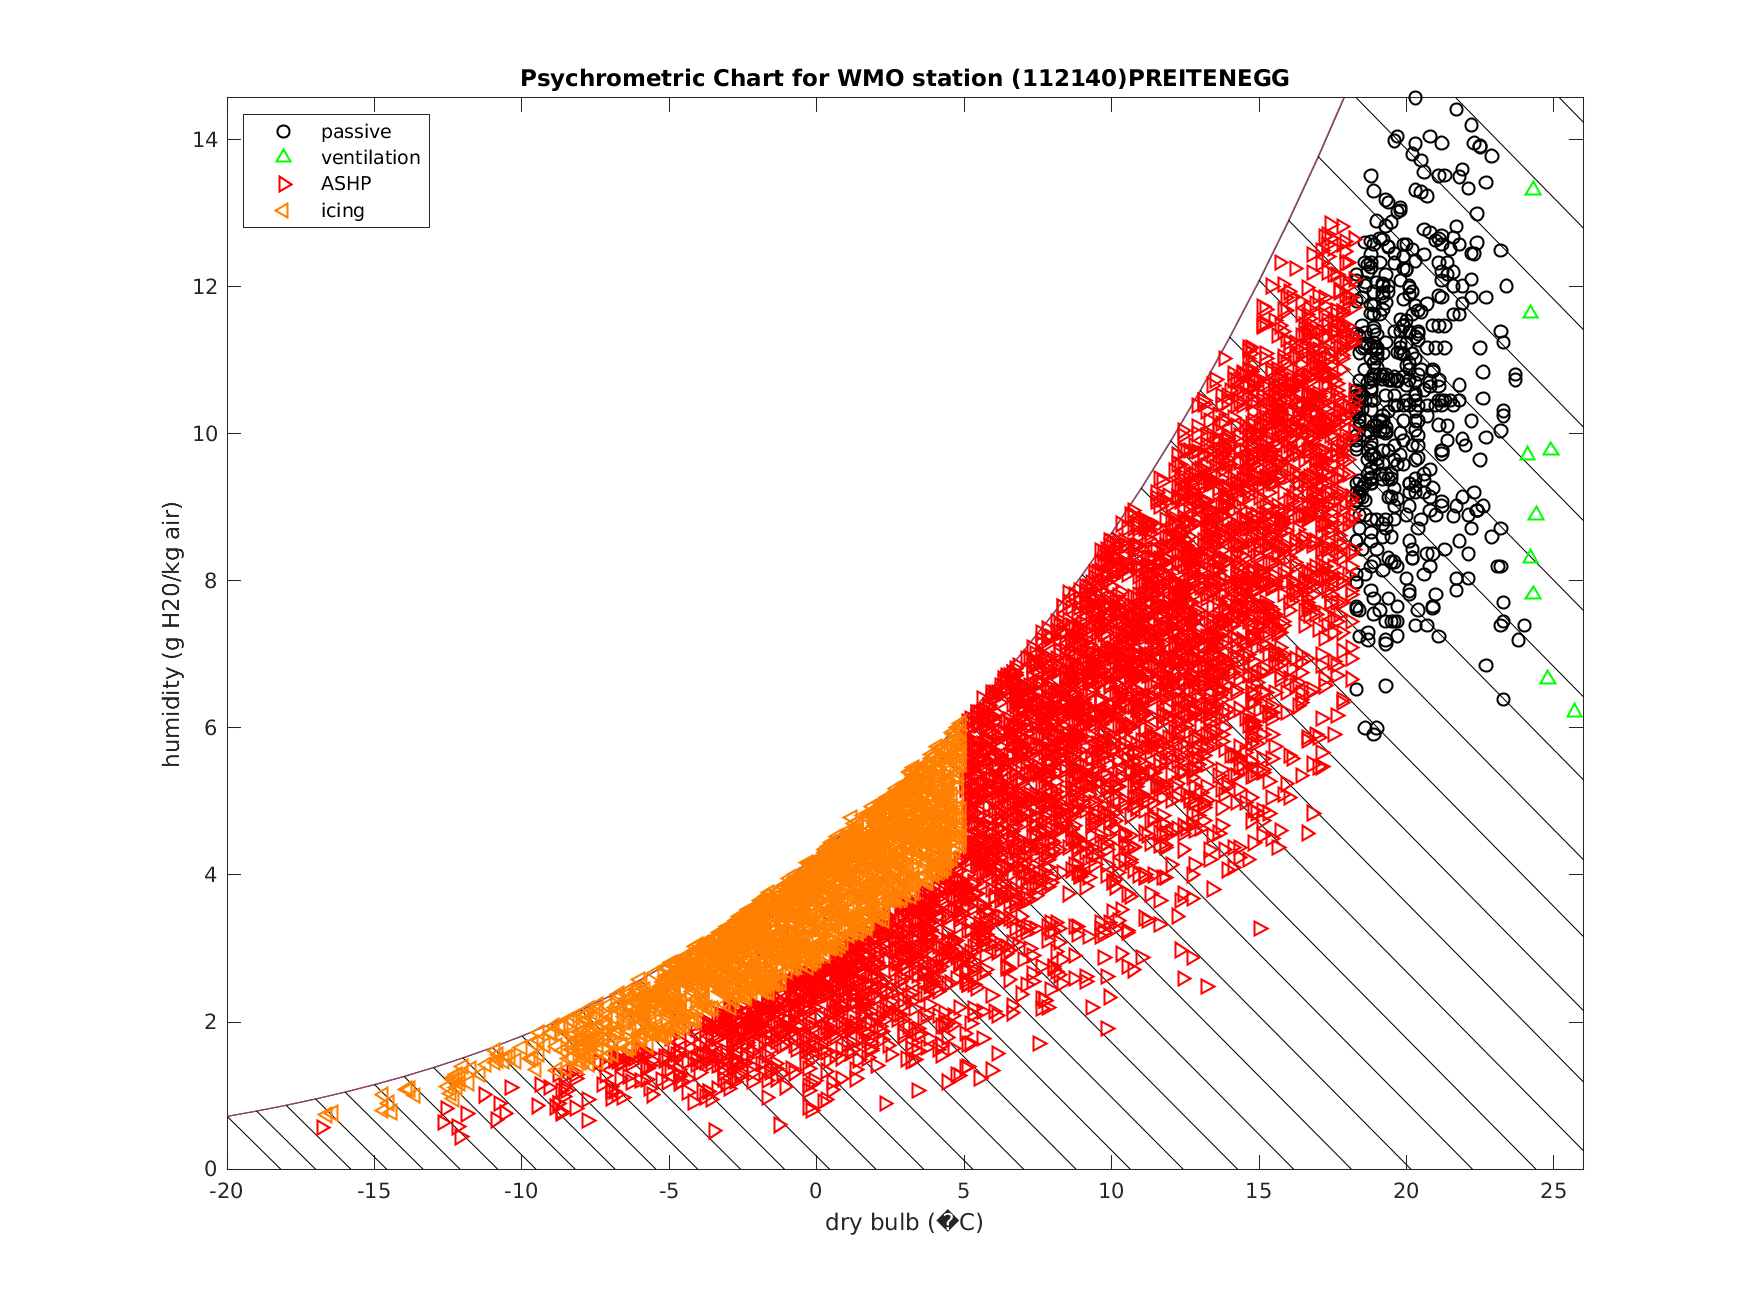 Psychrometric Chart for WMO station (112140)PREITENEGG
passive
ventilation
ASHP
icing
14
12
10
8
6
4
2
0
humidity (g H20/kg air)
-20 -15 -10 -5 0 5 10 15 20 25
dry bulb (�C)